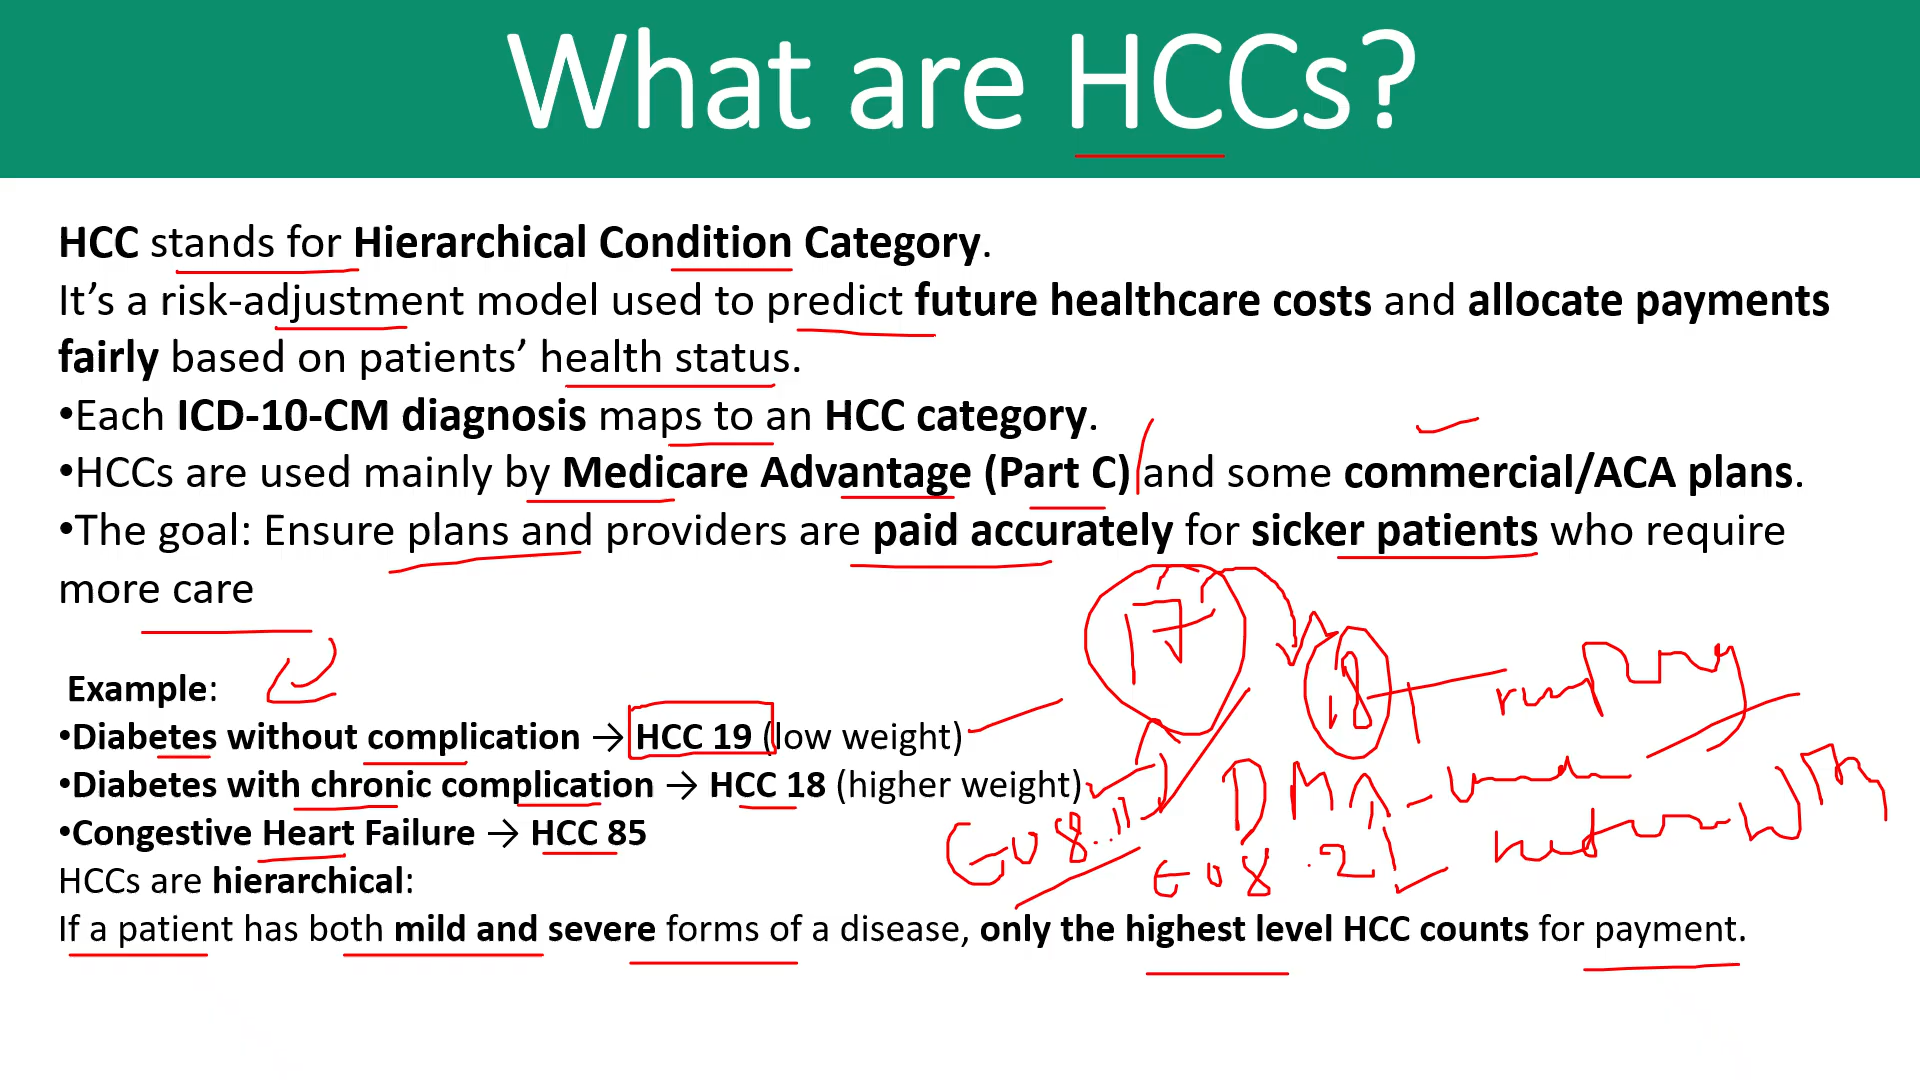 What are HCCs?
HCC stands for Hierarchical Condition Category.
It’s a risk-adjustment model used to predict future healthcare costs and allocate payments
fairly based on patients’ health status.
•Each ICD-10-CM diagnosis maps to an HCC category.
•HCCs are used mainly by Medicare Advantage (Part C) and some commercial/ACA plans.
•The goal: Ensure plans and providers are paid accurately for sicker patients who require
more care
17
18
Example:
•Diabetes without complication → HCC 19 (low weight)
•Diabetes with chronic complication → HCC 18 (higher weight)
•Congestive Heart Failure → HCC 85
E08.11
E08.21
HCCs are hierarchical:
If a patient has both mild and severe forms of a disease, only the highest level HCC counts for payment.